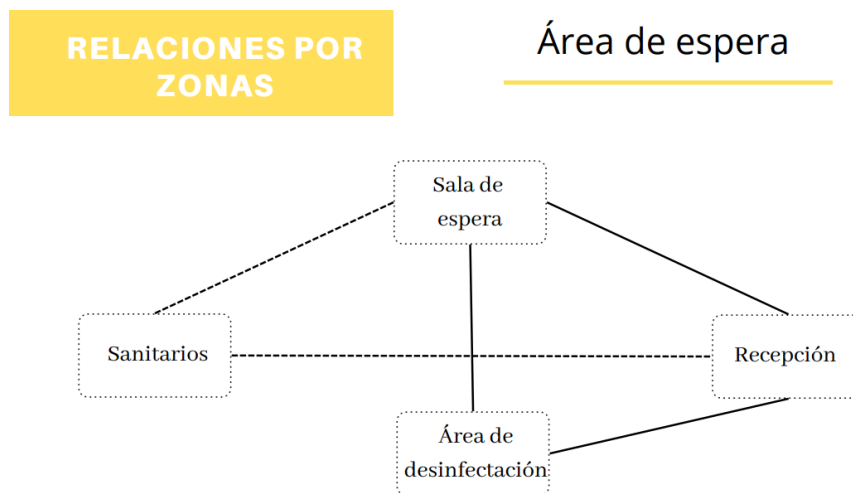 RELACIONES POR
ZONAS
Área de espera
Sala de
espera
Sanitarios
Recepción
Área de
desinfectación